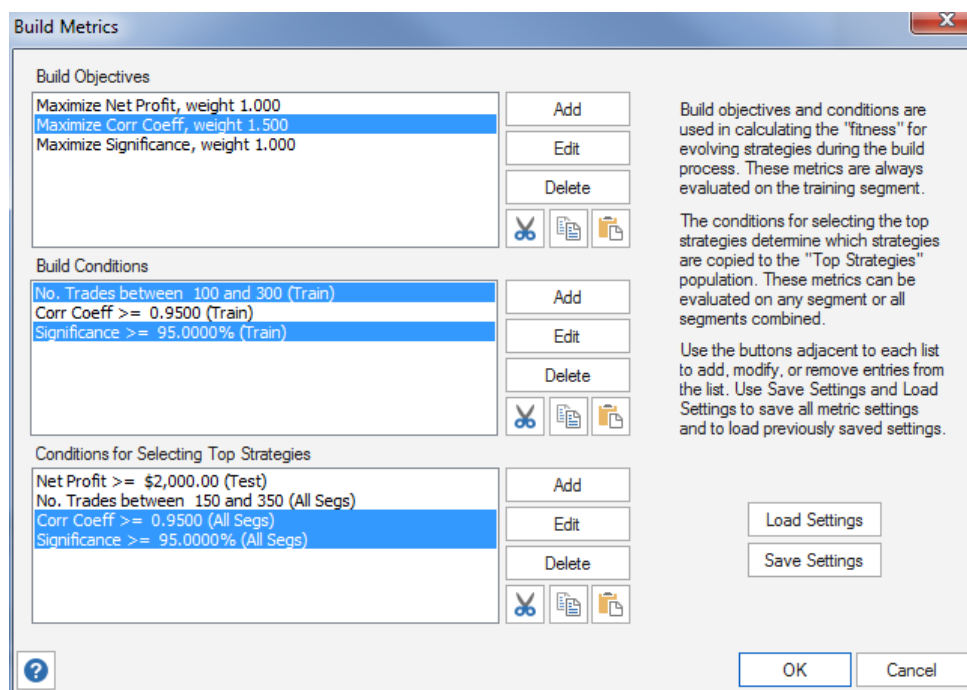 Build Metrics
Build Objectives
Maximize Net Profit, weight 1.000
Maximize Corr Coeff, weight 1.500
Maximize Significance, weight 1.000
Add
Edit
Delete
Build Conditions
No. Trades between  100 and 300 (Train)
Corr Coeff >=  0.9500 (Train)
Significance >=  95.0000% (Train)
Add
Edit
Delete
Conditions for Selecting Top Strategies
Net Profit >=  $2,000.00 (Test)
No. Trades between  150 and 350 (All Segs)
Corr Coeff >=  0.9500 (All Segs)
Significance >=  95.0000% (All Segs)
Add
Edit
Delete
Build objectives and conditions are
used in calculating the "fitness" for
evolving strategies during the build
process. These metrics are always
evaluated on the training segment.
The conditions for selecting the top
strategies determine which strategies
are copied to the "Top Strategies"
population. These metrics can be
evaluated on any segment or all
segments combined.
Use the buttons adjacent to each list
to add, modify, or remove entries from
the list. Use Save Settings and Load
Settings to save all metric settings
and to load previously saved settings.
Load Settings
Save Settings
?
OK
Cancel